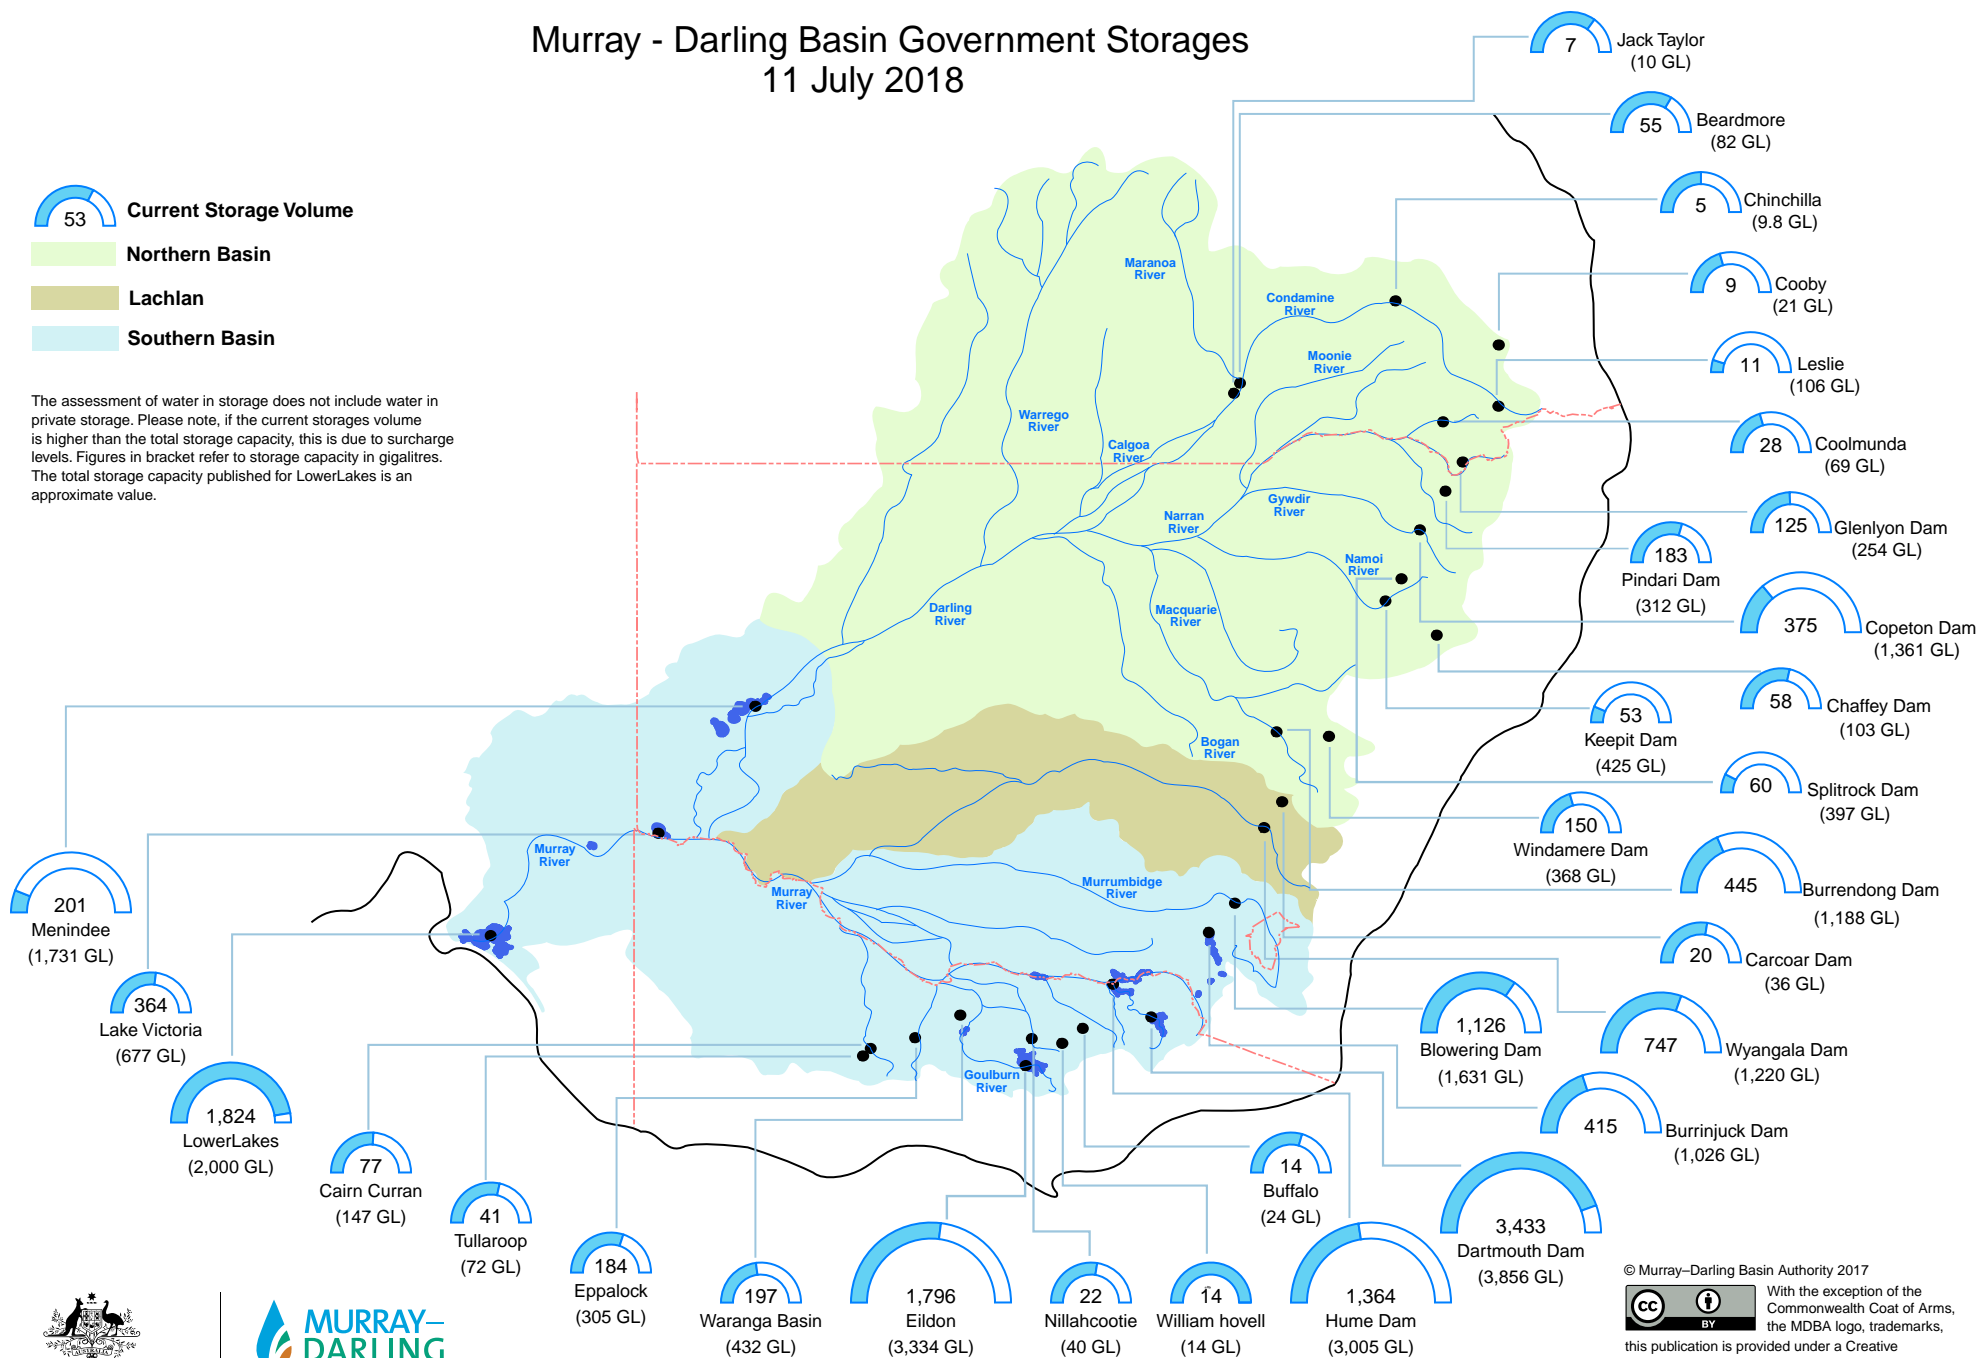 Murray - Darling Basin Government Storages
11 July 2018
53
Current Storage Volume
Northern Basin
Lachlan
Southern Basin
The assessment of water in storage does not include water in
private storage. Please note, if the current storages volume
is higher than the total storage capacity, this is due to surcharge
levels. Figures in bracket refer to storage capacity in gigalitres.
The total storage capacity published for LowerLakes is an
approximate value.
7
Jack Taylor
(10 GL)
55
Beardmore
(82 GL)
5
Chinchilla
(9.8 GL)
9
Cooby
(21 GL)
11
Leslie
(106 GL)
28
Coolmunda
(69 GL)
125
Glenlyon Dam
(254 GL)
183
Pindari Dam
(312 GL)
375
Copeton Dam
(1,361 GL)
58
Chaffey Dam
(103 GL)
53
Keepit Dam
(425 GL)
60
Splitrock Dam
(397 GL)
150
Windamere Dam
(368 GL)
445
Burrendong Dam
(1,188 GL)
20
Carcoar Dam
(36 GL)
1,126
Blowering Dam
(1,631 GL)
747
Wyangala Dam
(1,220 GL)
415
Burrinjuck Dam
(1,026 GL)
3,433
Dartmouth Dam
(3,856 GL)
14
Buffalo
(24 GL)
1,364
Hume Dam
(3,005 GL)
14
William hovell
(14 GL)
22
Nillahcootie
(40 GL)
1,796
Eildon
(3,334 GL)
197
Waranga Basin
(432 GL)
184
Eppalock
(305 GL)
41
Tullaroop
(72 GL)
77
Cairn Curran
(147 GL)
1,824
LowerLakes
(2,000 GL)
364
Lake Victoria
(677 GL)
201
Menindee
(1,731 GL)
Maranoa
River
Condamine
River
Moonie
River
Warrego
River
Calgoa
River
Gywdir
River
Narran
River
Namoi
River
Darling
River
Macquarie
River
Bogan
River
Murray
River
Murray
River
Murrumbidge
River
Goulburn
River
AUSTRALIA
MURRAY–
DARLING
© Murray–Darling Basin Authority 2017
cc
BY
With the exception of the
Commonwealth Coat of Arms,
the MDBA logo, trademarks,
this publication is provided under a Creative